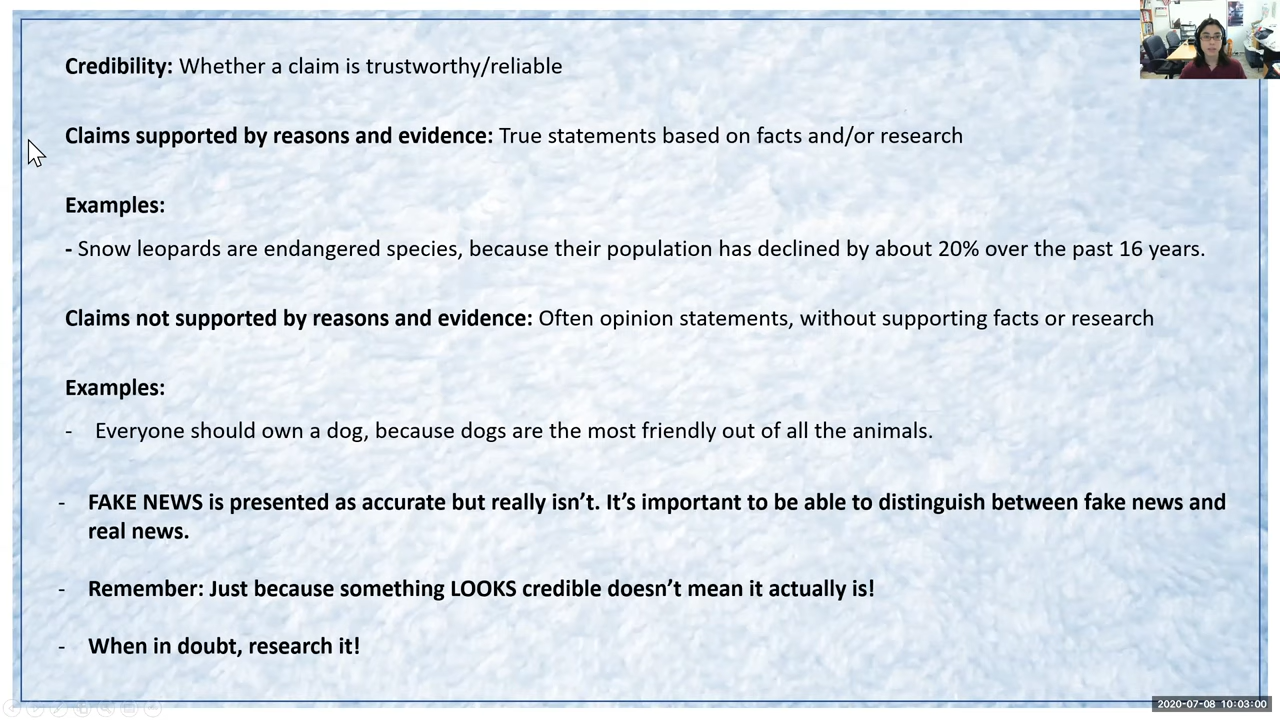 Credibility: Whether a claim is trustworthy/reliable
Claims supported by reasons and evidence: True statements based on facts and/or research
Examples:
- Snow leopards are endangered species, because their population has declined by about 20% over the past 16 years.
Claims not supported by reasons and evidence: Often opinion statements, without supporting facts or research
Examples:
- Everyone should own a dog, because dogs are the most friendly out of all the animals.
- FAKE NEWS is presented as accurate but really isn’t. It’s important to be able to distinguish between fake news and
real news.
- Remember: Just because something LOOKS credible doesn’t mean it actually is!
- When in doubt, research it!
2020-07-08 10:03:00